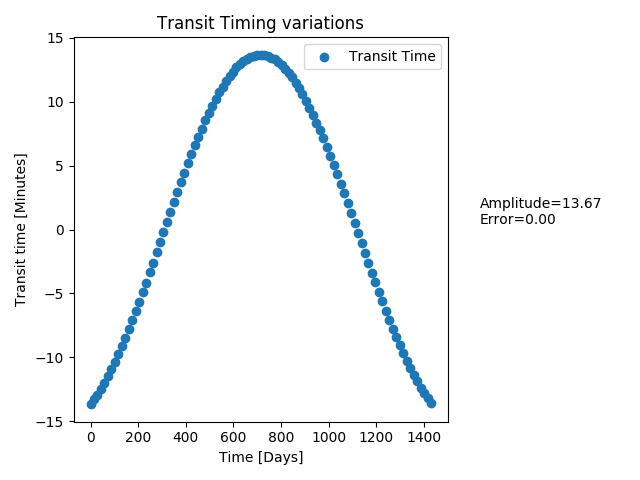 Transit Timing variations
Transit Time
15
10
5
0
−5
−10
−15
Transit time [Minutes]
0 200 400 600 800 1000 1200 1400
Time [Days]
Amplitude=13.67
Error=0.00